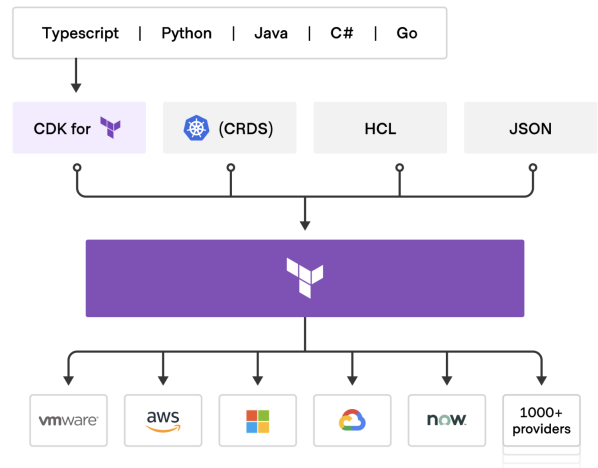 Typescript | Python | Java | C# | Go
CDK for
(CRDS)
HCL
JSON
vmware®
aws
now.
1000+
providers